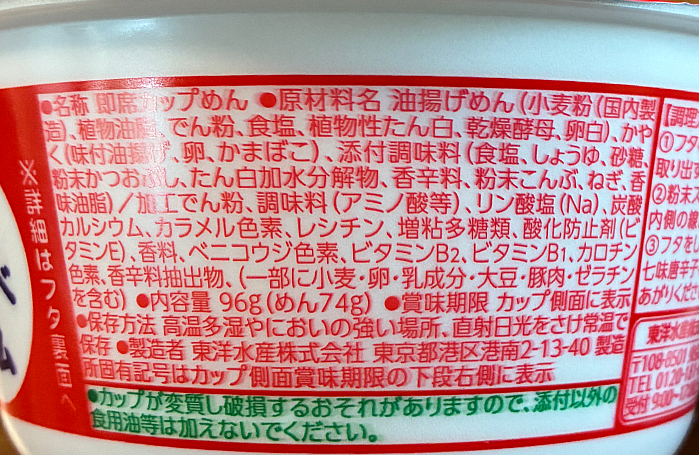 ●名称 即席カップめん ●原材料名 油揚げめん(小麦粉(国内製
造)、植物油脂、でん粉、食塩、植物性たん白、乾燥酵母、卵白)、かや
く(味付油揚げ、卵、かまぼこ)、添付調味料(食塩、しょうゆ、砂糖、
粉末かつおぶし、たん白加水分解物、香辛料、粉末こんぶ、ねぎ、香
味油脂)/加工でん粉、調味料(アミノ酸等)、リン酸塩(Na)、炭酸
カルシウム、カラメル色素、レシチン、増粘多糖類、酸化防止剤(ビ
タミンE)、香料、ベニコウジ色素、ビタミンB2、ビタミンB1、カロチン
色素、香辛料抽出物、(一部に小麦・卵・乳成分・大豆・豚肉・ゼラチン
を含む) ●内容量 96g(めん74g) ●賞味期限 カップ側面に表示
●保存方法 高温多湿やにおいの強い場所、直射日光をさけ常温で
保存 ●製造者 東洋水産株式会社 東京都港区港南2-13-40 製造
所固有記号はカップ側面賞味期限の下段右側に表示
●カップが変質し破損するおそれがありますので、添付以外の
食用油等は加えないでください。
※詳細はフタ裏面へ
べ
ム
【調理
①フタ
取り出す
②粉末
内側の線
③フタを
七味唐辛子
あがりくださ
東洋水産
〒108-8501
TEL 0120-
受付 9:00~